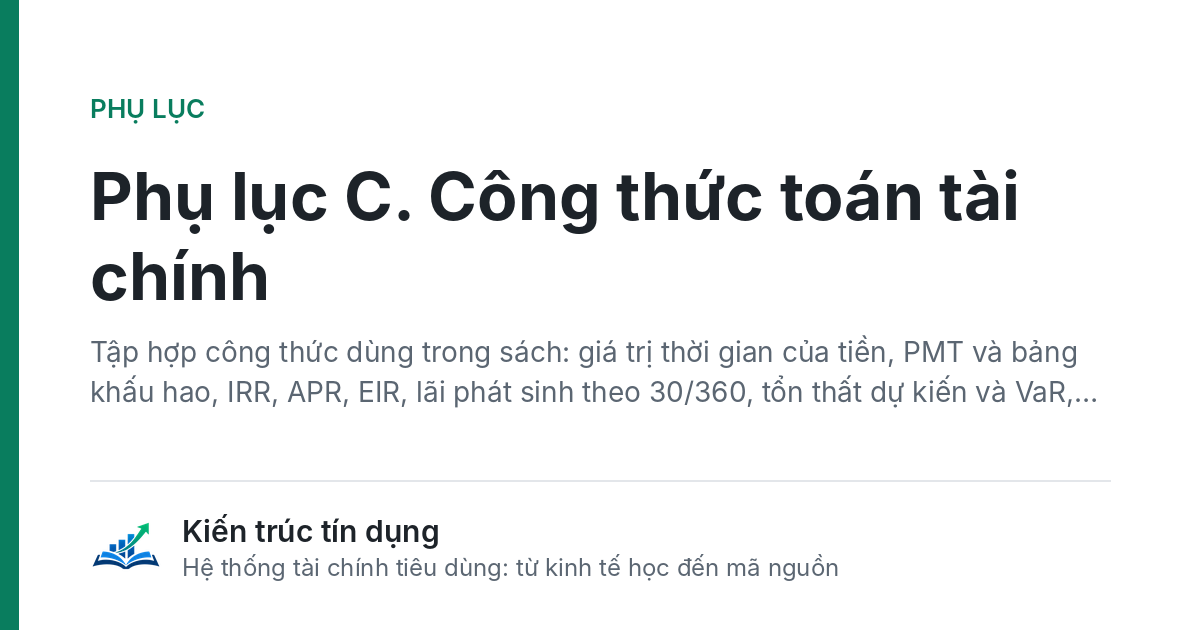 PHỤ LỤC
Phụ lục C. Công thức toán tài
chính
Tập hợp công thức dùng trong sách: giá trị thời gian của tiền, PMT và bảng
khấu hao, IRR, APR, EIR, lãi phát sinh theo 30/360, tổn thất dự kiến và VaR,...
Kiến trúc tín dụng
Hệ thống tài chính tiêu dùng: từ kinh tế học đến mã nguồn